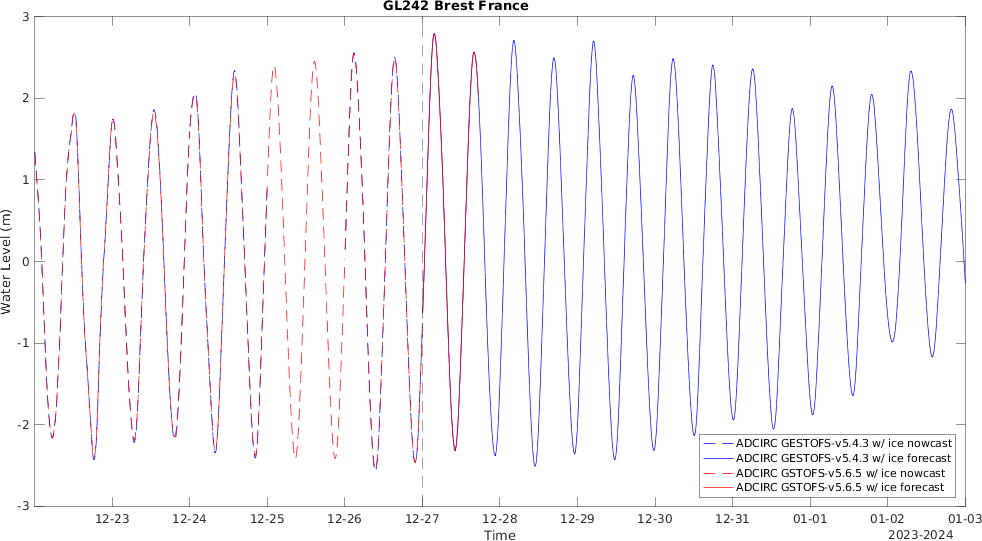 GL242 Brest France
3
2
1
0
-1
-2
-3
Water Level (m)
ADCIRC GESTOFS-v5.4.3 w/ ice nowcast
ADCIRC GESTOFS-v5.4.3 w/ ice forecast
ADCIRC GSTOFS-v5.6.5 w/ ice nowcast
ADCIRC GSTOFS-v5.6.5 w/ ice forecast
12-23 12-24 12-25 12-26 12-27 12-28 12-29 12-30 12-31 01-01 01-02 01-03
Time
2023-2024